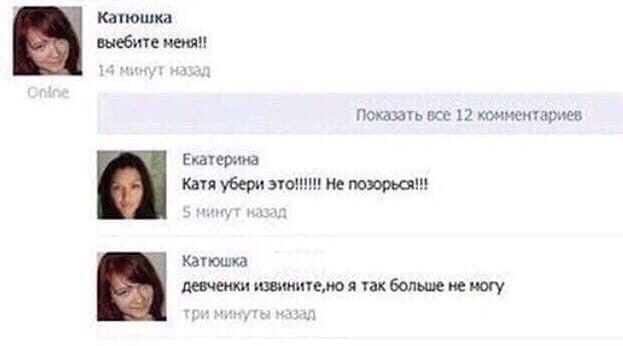 Катюшка
выебите меня!!
14 минут назад
Online
Показать все 12 комментариев
Екатерина
Катя убери это!!!!!! Не позорься!!!
5 минут назад
Катюшка
девченки извините,но я так больше не могу
три минуты назад